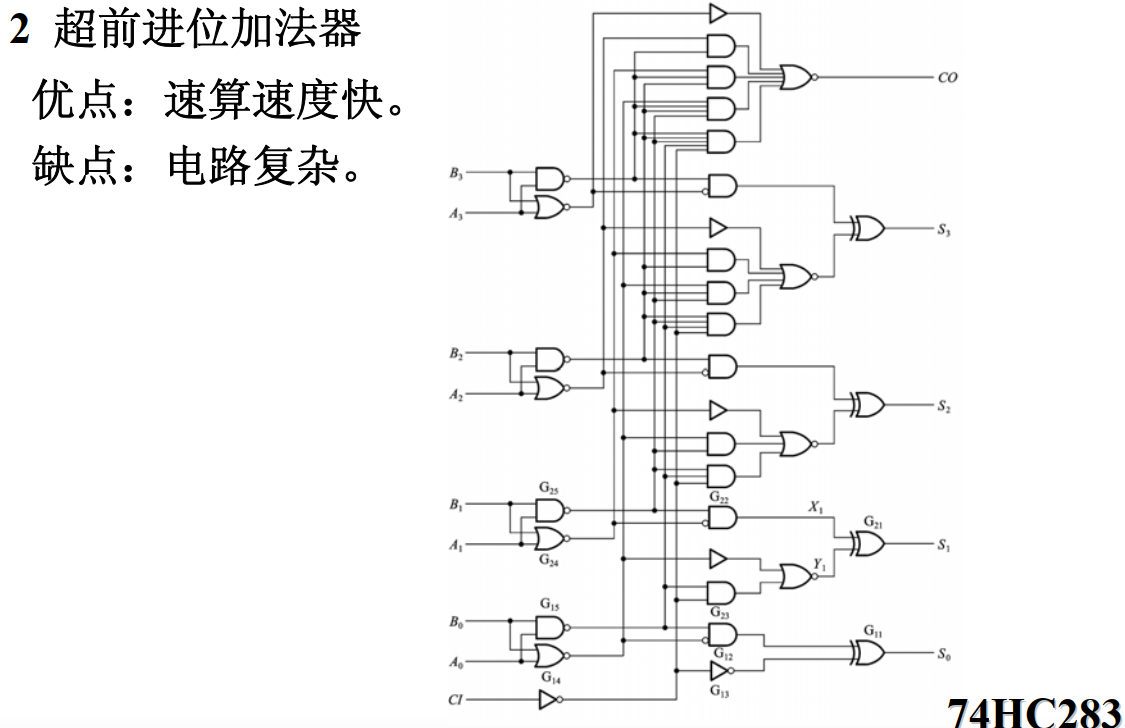 2 超前进位加法器
优点：速算速度快。
缺点：电路复杂。
CO
B₃
A₃
S₃
B₂
A₂
S₂
G₂₅
B₁
A₁
G₂₄
G₂₂
X₁
G₂₁
S₁
Y₁
G₂₃
G₁₅
B₀
A₀
G₁₄
G₁₂
G₁₁
S₀
G₁₃
CI
74HC283